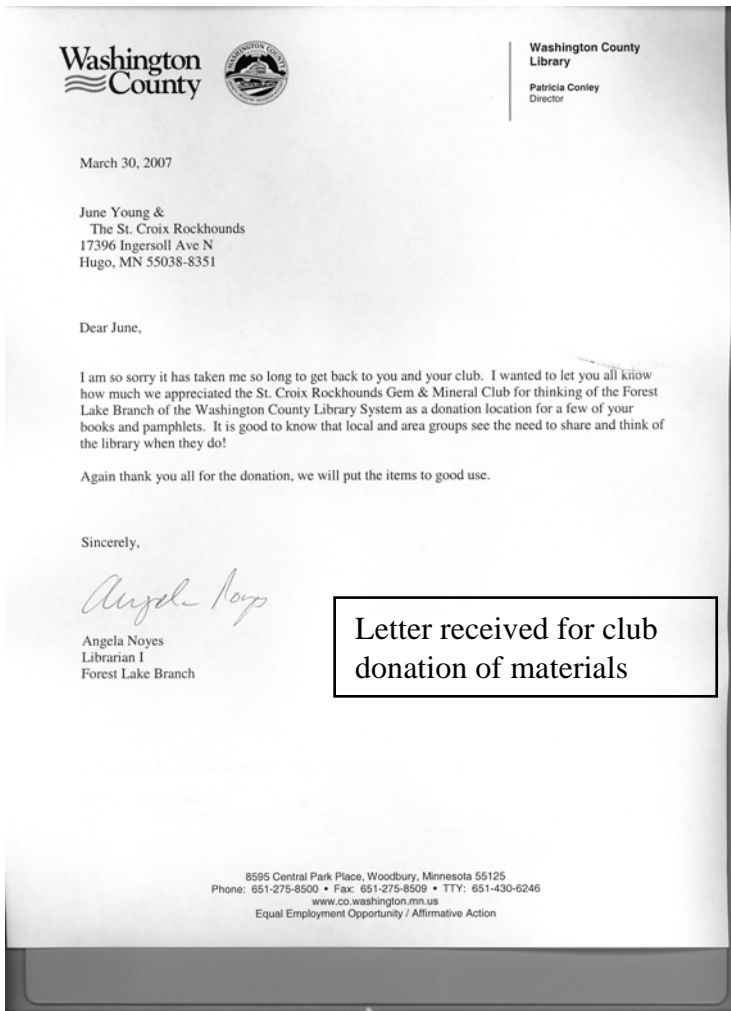 Washington
County
WASHINGTON COUNTY
Washington County
Library
Patricia Conley
Director
March 30, 2007
June Young &
The St. Croix Rockhounds
17396 Ingersoll Ave N
Hugo, MN 55038-8351
Dear June,
I am so sorry it has taken me so long to get back to you and your club. I wanted to let you all know
how much we appreciated the St. Croix Rockhounds Gem & Mineral Club for thinking of the Forest
Lake Branch of the Washington County Library System as a donation location for a few of your
books and pamphlets. It is good to know that local and area groups see the need to share and think of
the library when they do!
Again thank you all for the donation, we will put the items to good use.
Sincerely,
Angela Noyes
Angela Noyes
Librarian I
Forest Lake Branch
Letter received for club
donation of materials
8595 Central Park Place, Woodbury, Minnesota 55125
Phone: 651-275-8500 • Fax: 651-275-8509 • TTY: 651-430-6246
www.co.washington.mn.us
Equal Employment Opportunity / Affirmative Action